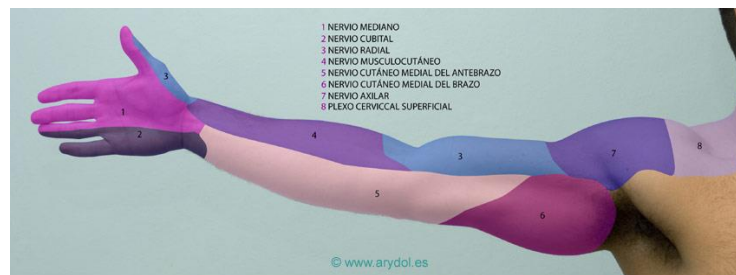 1 NERVIO MEDIANO
2 NERVIO CUBITAL
3 NERVIO RADIAL
4 NERVIO MUSCULOCUTÁNEO
5 NERVIO CUTÁNEO MEDIAL DEL ANTEBRAZO
6 NERVIO CUTÁNEO MEDIAL DEL BRAZO
7 NERVIO AXILAR
8 PLEXO CERVICCAL SUPERFICIAL
3
1
2
4
3
7
8
5
6
© www.arydol.es